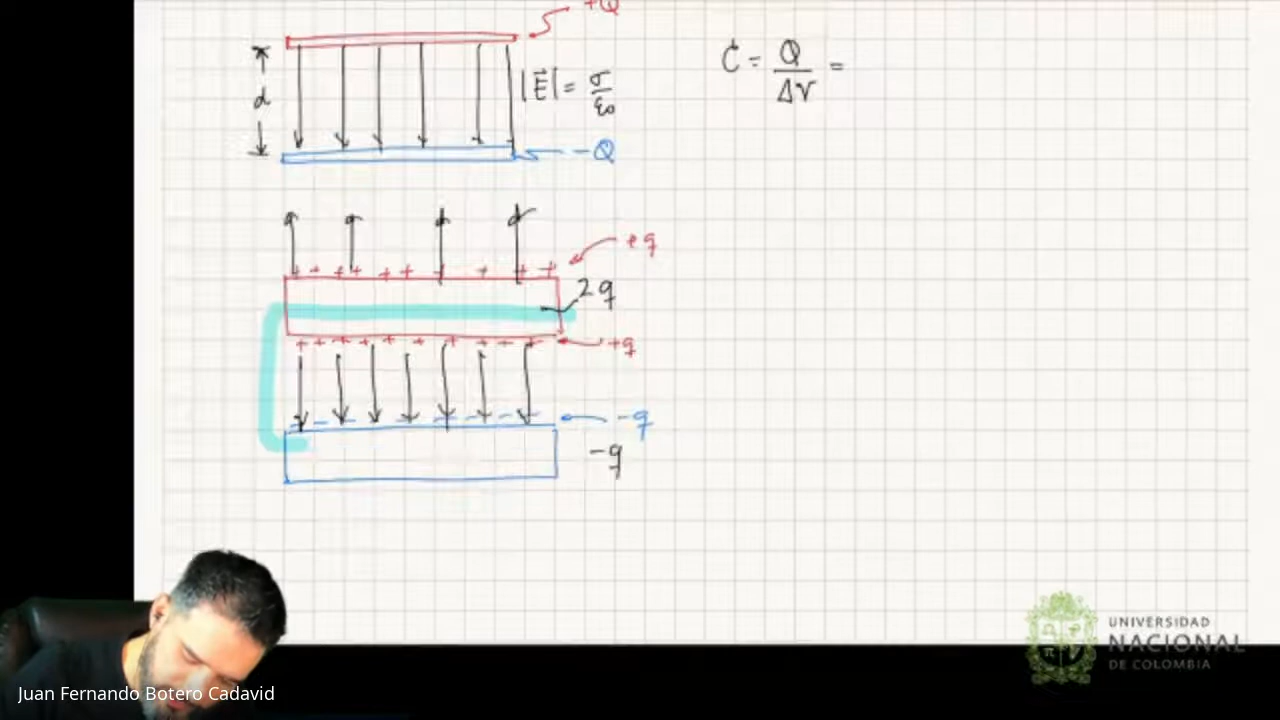 +Q
d
|E⃗| = σ/ε₀
-Q
C = Q/ΔV =
+ + + + + + + + + +
+q
2q
+ + + + + + + + + +
+q
- - - - - - -
-q
-q
UNIVERSIDAD
NACIONAL
DE COLOMBIA
Juan Fernando Botero Cadavid